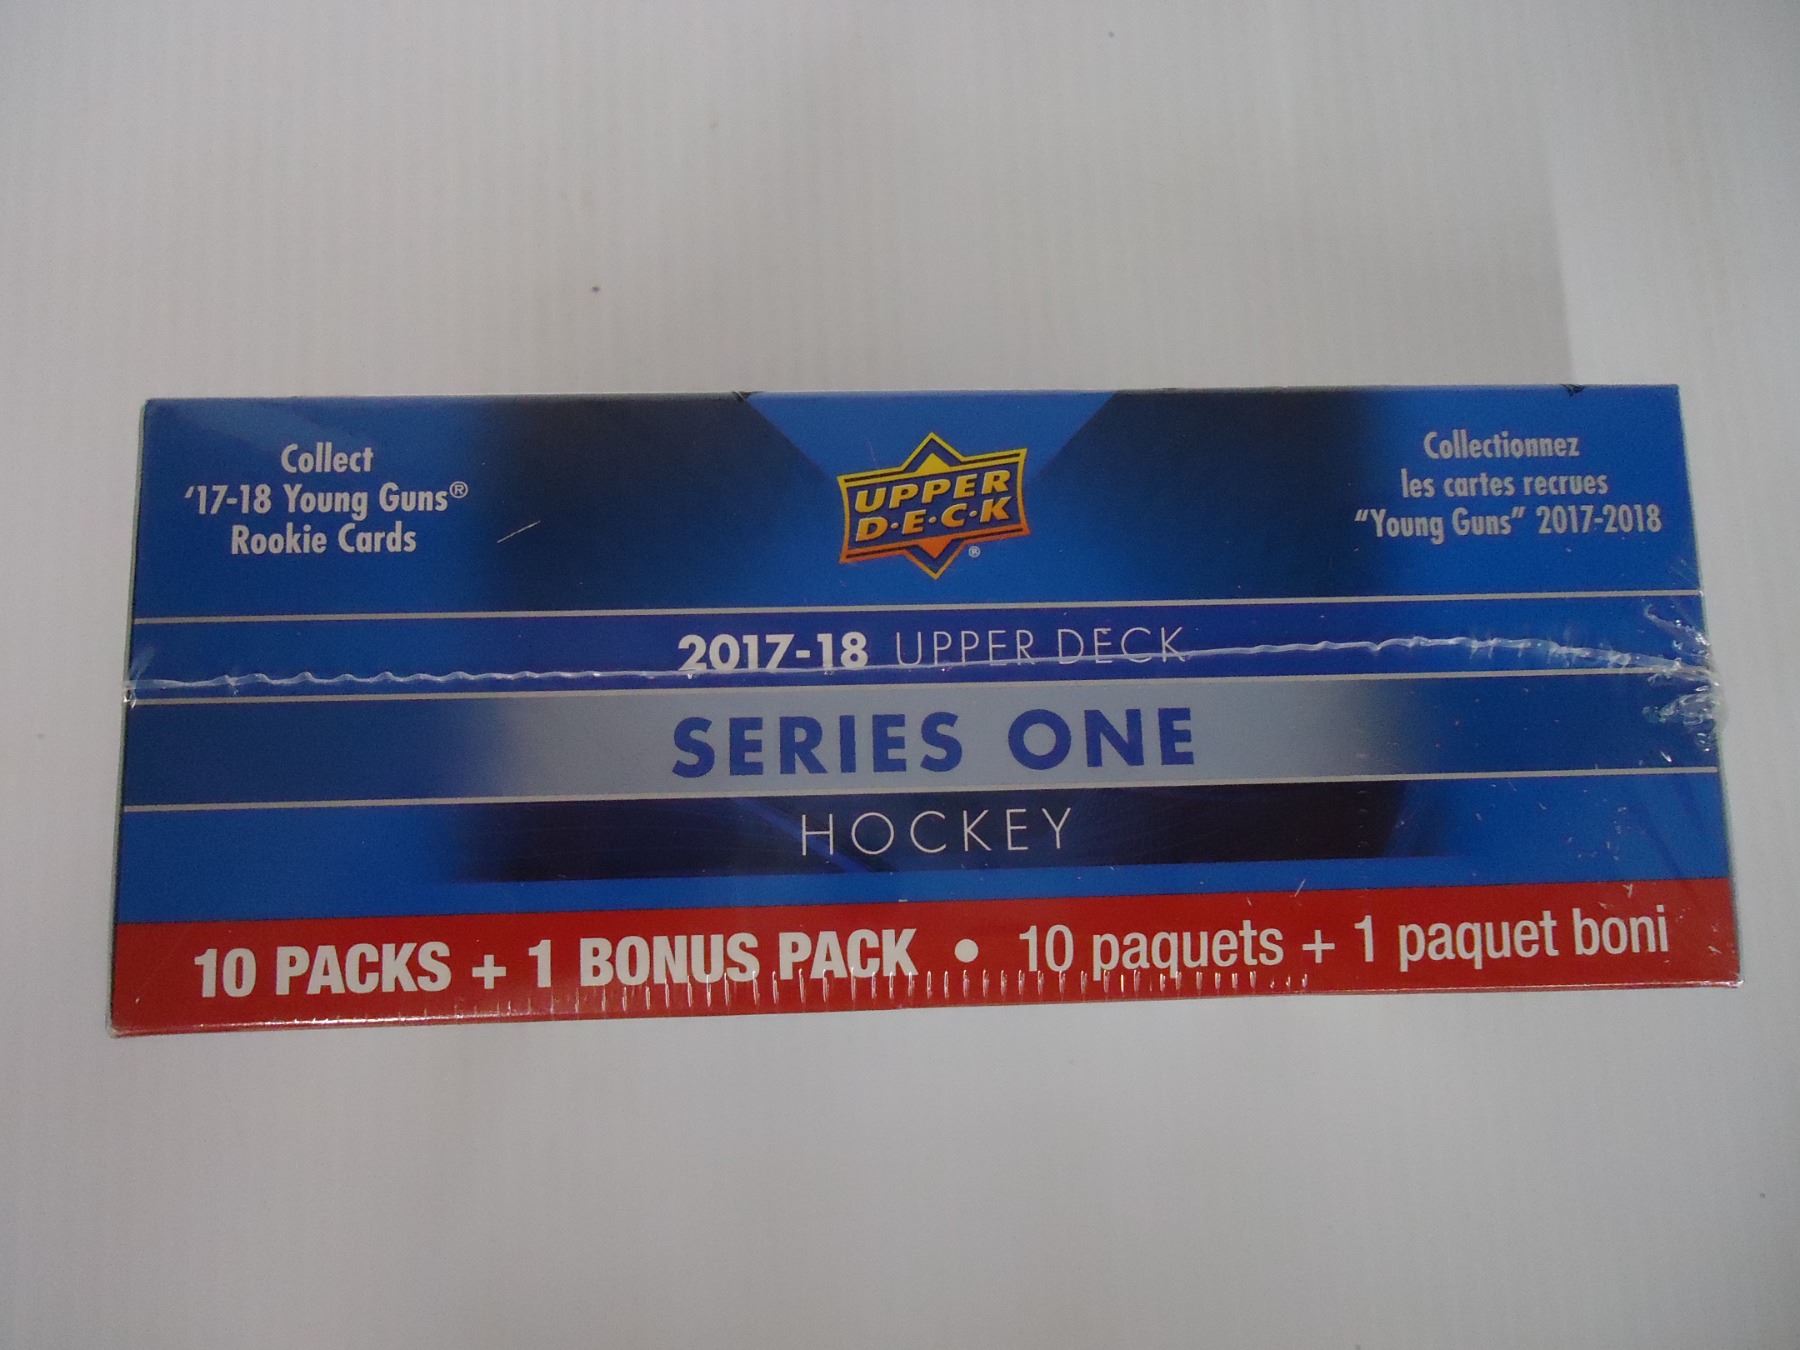 Collect
'17-18 Young Guns®
Rookie Cards
UPPER
D·E·C·K
®
Collectionnez
les cartes recrues
"Young Guns" 2017-2018
2017-18 UPPER DECK
SERIES ONE
HOCKEY
10 PACKS + 1 BONUS PACK • 10 paquets + 1 paquet boni